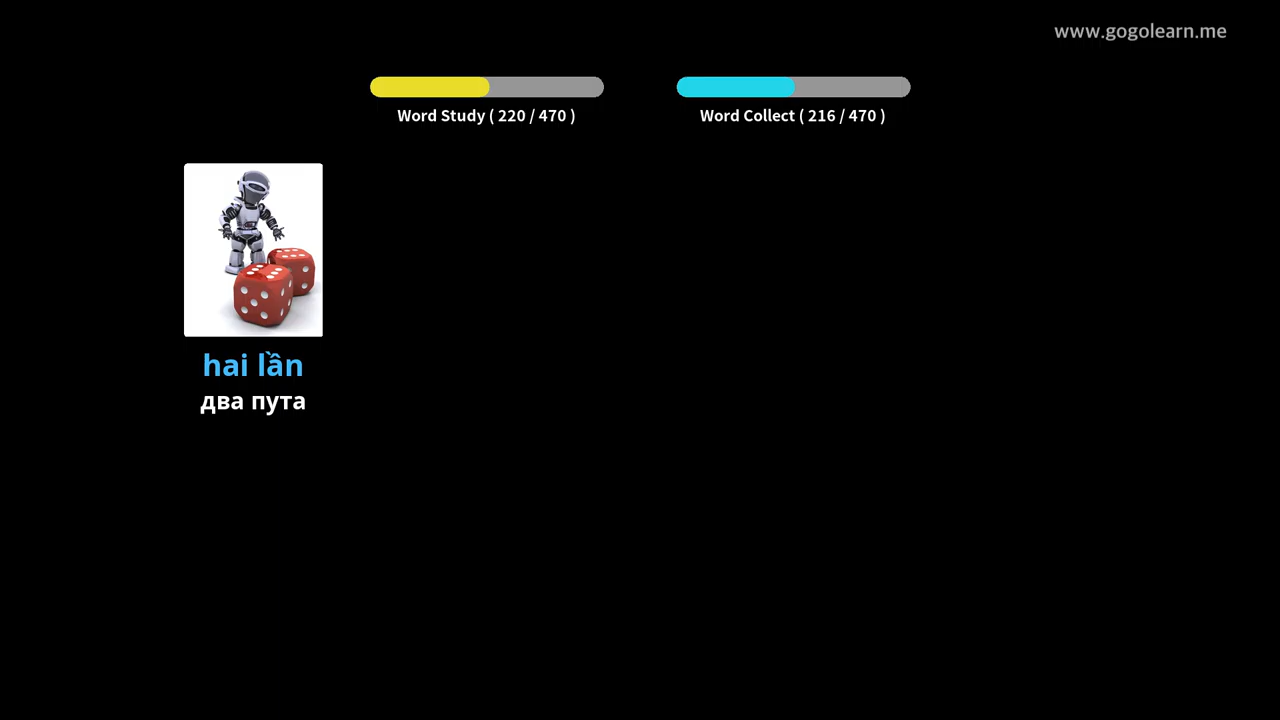 www.gogolearn.me
Word Study ( 220 / 470 )
Word Collect ( 216 / 470 )
hai lần
два пута